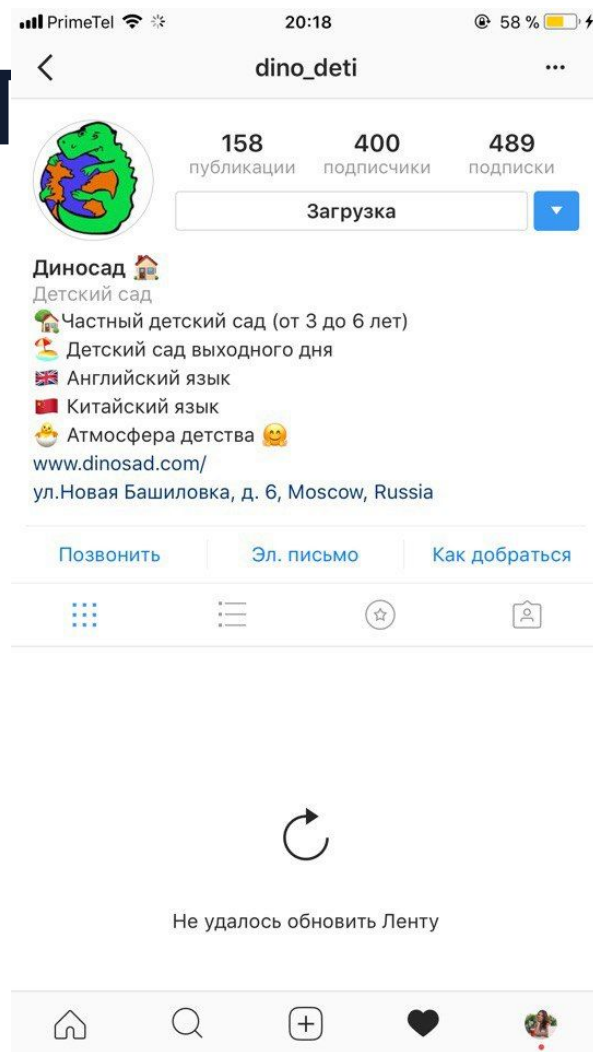 PrimeTel 20:18 58 %
dino_deti
158 400 489
публикации подписчики подписки
Загрузка
Диносад
Детский сад
Частный детский сад (от 3 до 6 лет)
Детский сад выходного дня
Английский язык
Китайский язык
Атмосфера детства
www.dinosad.com/
ул.Новая Башиловка, д. 6, Moscow, Russia
Позвонить Эл. письмо Как добраться
Не удалось обновить Ленту